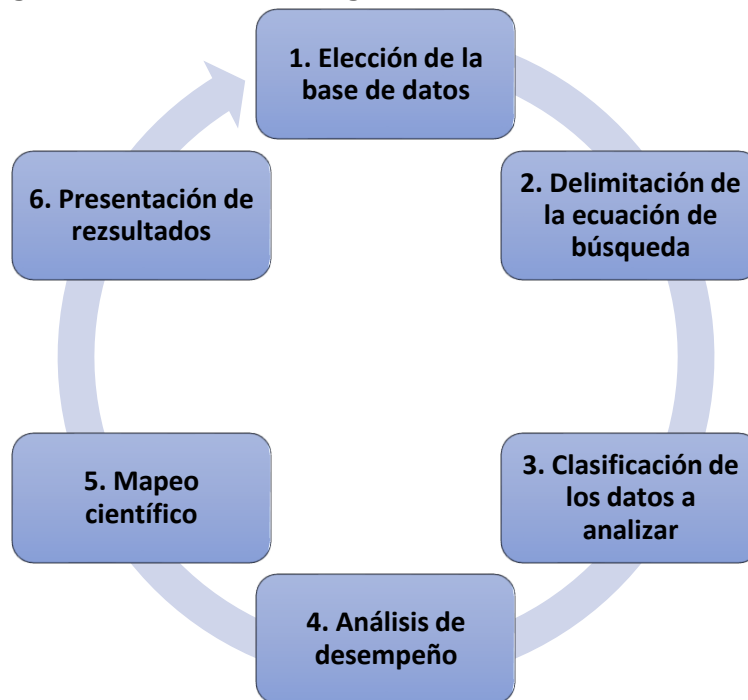 1. Elección de la
base de datos
2. Delimitación de
la ecuación de
búsqueda
3. Clasificación de
los datos a
analizar
4. Análisis de
desempeño
5. Mapeo
científico
6. Presentación de
rezsultados